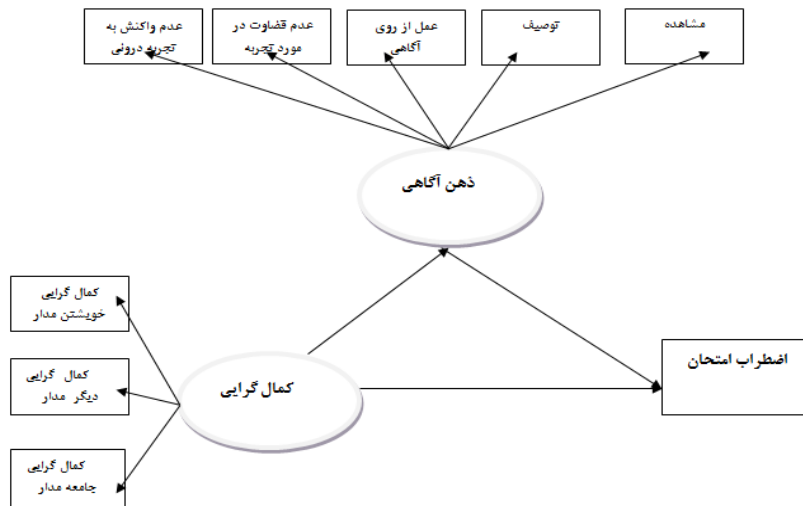 مشاهده
توصیف
عمل از روی
آگاهی
عدم قضاوت در
مورد تجربه
عدم واکنش به
تجربه درونی
ذهن آگاهی
کمال گرایی
خویشتن مدار
کمال گرایی
دیگر مدار
کمال گرایی
جامعه مدار
کمال گرایی
اضطراب امتحان